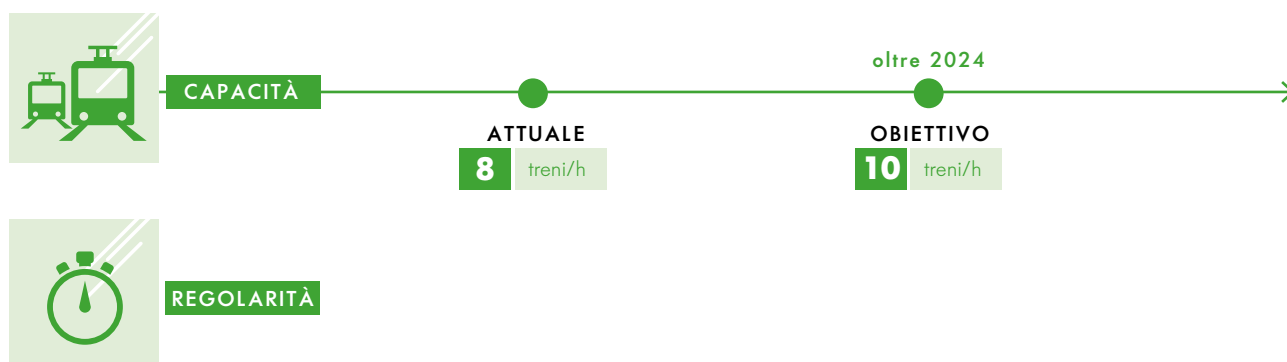 oltre 2024
CAPACITÀ
ATTUALE
OBIETTIVO
8 treni/h
10 treni/h
REGOLARITÀ